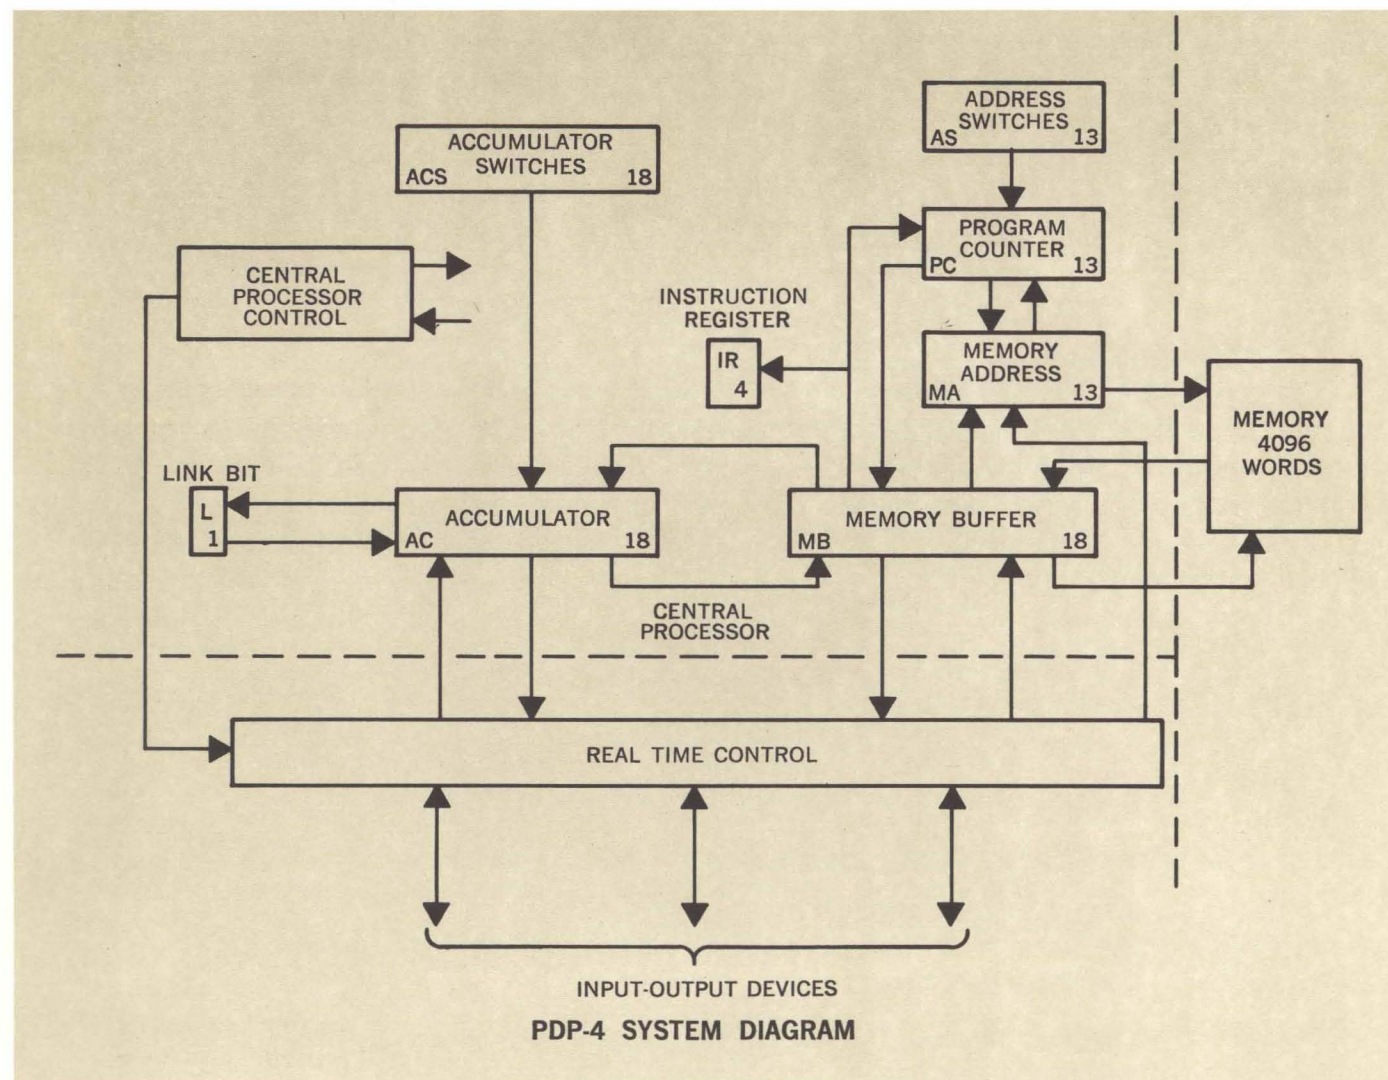 ADDRESS
SWITCHES
AS 13
ACCUMULATOR
SWITCHES
ACS 18
PROGRAM
COUNTER
PC 13
CENTRAL
PROCESSOR
CONTROL
INSTRUCTION
REGISTER
IR
4
MEMORY
ADDRESS
MA 13
MEMORY
4096
WORDS
LINK BIT
L
1
ACCUMULATOR
AC 18
MEMORY BUFFER
MB 18
CENTRAL
PROCESSOR
REAL TIME CONTROL
INPUT-OUTPUT DEVICES
PDP-4 SYSTEM DIAGRAM